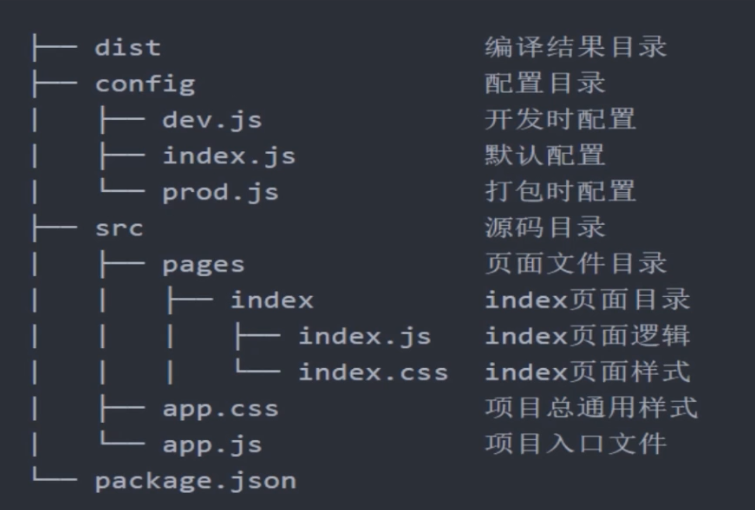 ├── dist 编译结果目录
├── config 配置目录
|   ├── dev.js 开发时配置
|   ├── index.js 默认配置
|   └── prod.js 打包时配置
├── src 源码目录
|   ├── pages 页面文件目录
|   |   ├── index index页面目录
|   |   |   ├── index.js index页面逻辑
|   |   |   └── index.css index页面样式
|   ├── app.css 项目总通用样式
|   └── app.js 项目入口文件
└── package.json